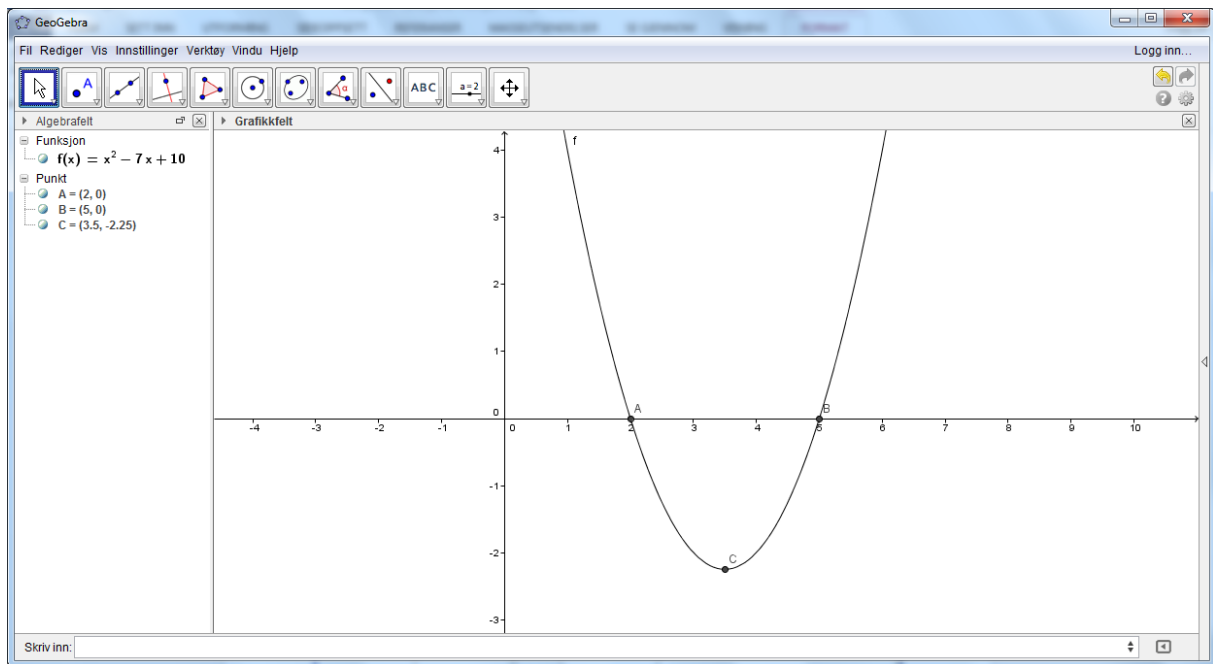 GeoGebra
Fil Rediger Vis Innstillinger Verktøy Vindu Hjelp
Logg inn...
A
α
ABC
a=2
Algebrafelt
Grafikkfelt
Funksjon
f(x) = x² − 7 x + 10
Punkt
A = (2, 0)
B = (5, 0)
C = (3.5, -2.25)
f
4
3
2
1
0
A
B
-4 -3 -2 -1 0 1 2 3 4 5 6 7 8 9 10
-1
-2
C
-3
Skriv inn: